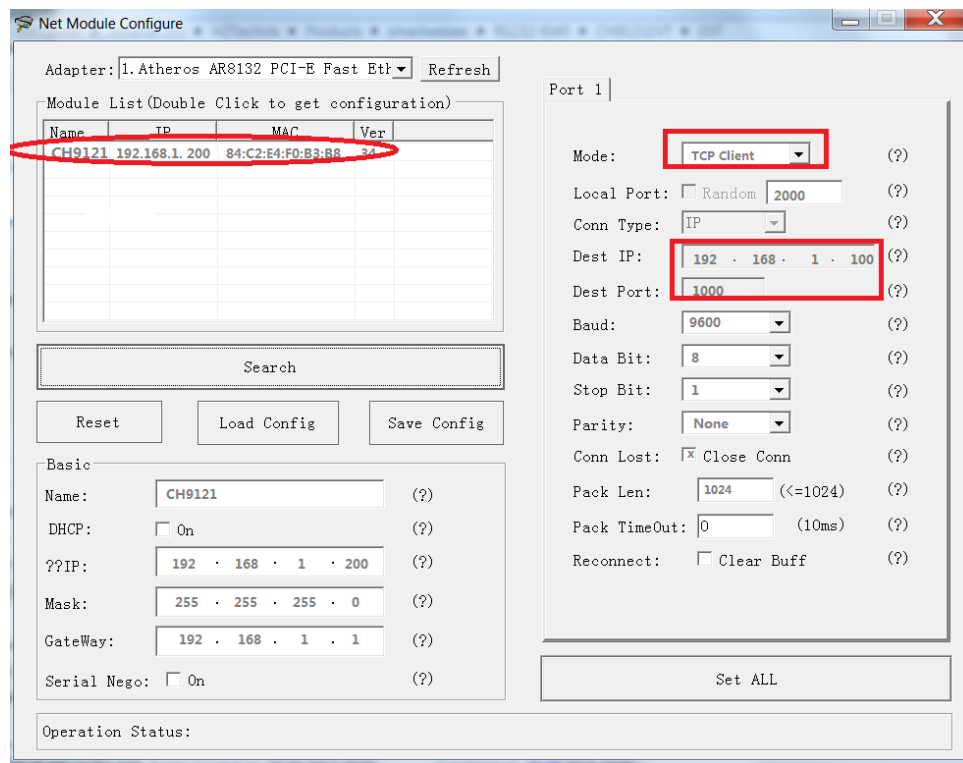 Net Module Configure
Adapter: 1.Atheros AR8132 PCI-E Fast Eth Refresh
Module List(Double Click to get configuration)
Name IP MAC Ver
CH9121 192.168.1.200 84:C2:E4:F0:B3:B8 34
Search
Reset Load Config Save Config
Basic
Name: CH9121 (?)
DHCP: On (?)
??IP: 192 . 168 . 1 . 200 (?)
Mask: 255 . 255 . 255 . 0 (?)
GateWay: 192 . 168 . 1 . 1 (?)
Serial Nego: On (?)
Port 1
Mode: TCP Client (?)
Local Port: Random 2000 (?)
Conn Type: IP (?)
Dest IP: 192 . 168 . 1 . 100 (?)
Dest Port: 1000 (?)
Baud: 9600 (?)
Data Bit: 8 (?)
Stop Bit: 1 (?)
Parity: None (?)
Conn Lost: x Close Conn (?)
Pack Len: 1024 (<=1024) (?)
Pack TimeOut: 0 (10ms) (?)
Reconnect: Clear Buff (?)
Set ALL
Operation Status: